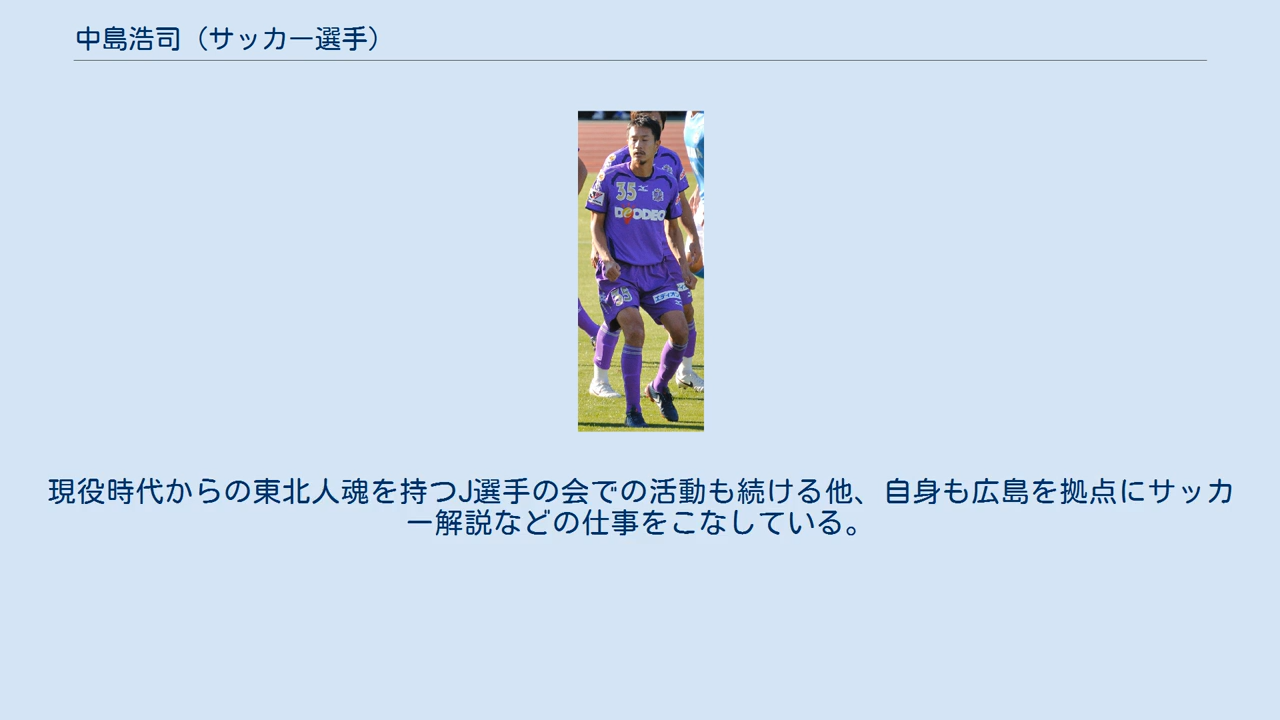 中島浩司（サッカー選手）
35
DeODEO
35
現役時代からの東北人魂を持つJ選手の会での活動も続ける他、自身も広島を拠点にサッカ
ー解説などの仕事をこなしている。